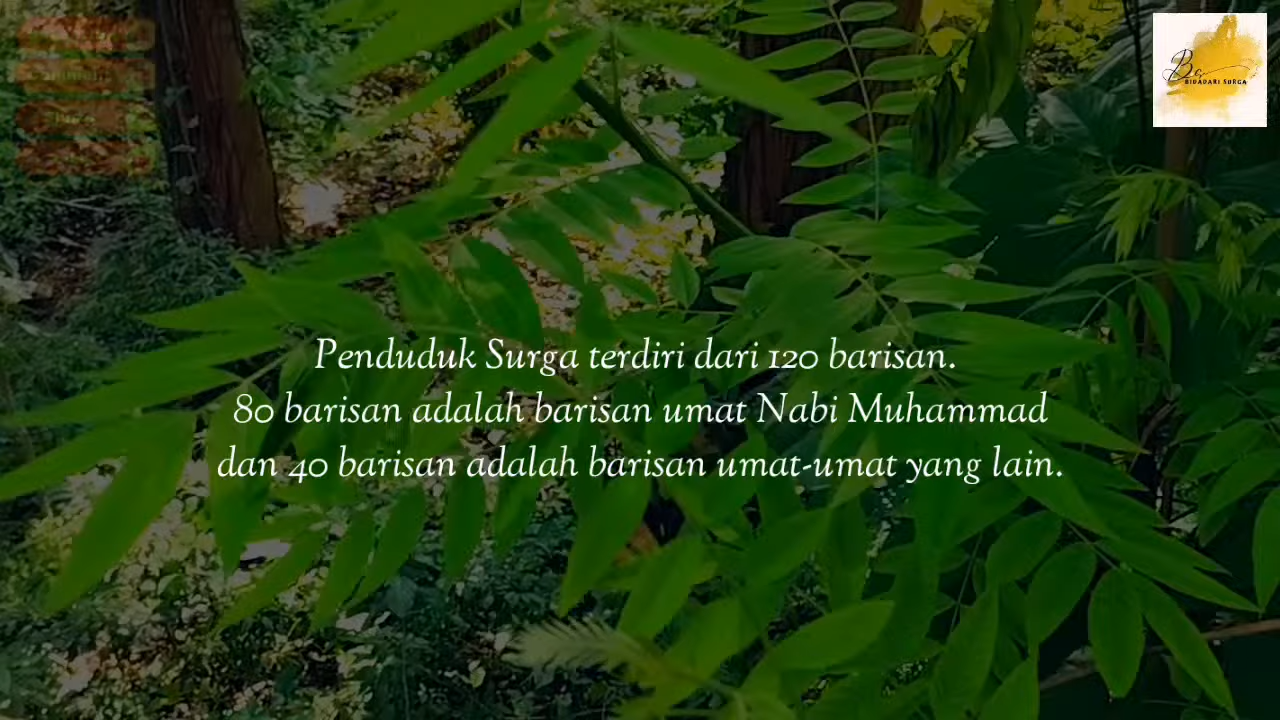 BIDADARI SURGA
Penduduk Surga terdiri dari 120 barisan.
80 barisan adalah barisan umat Nabi Muhammad
dan 40 barisan adalah barisan umat-umat yang lain.